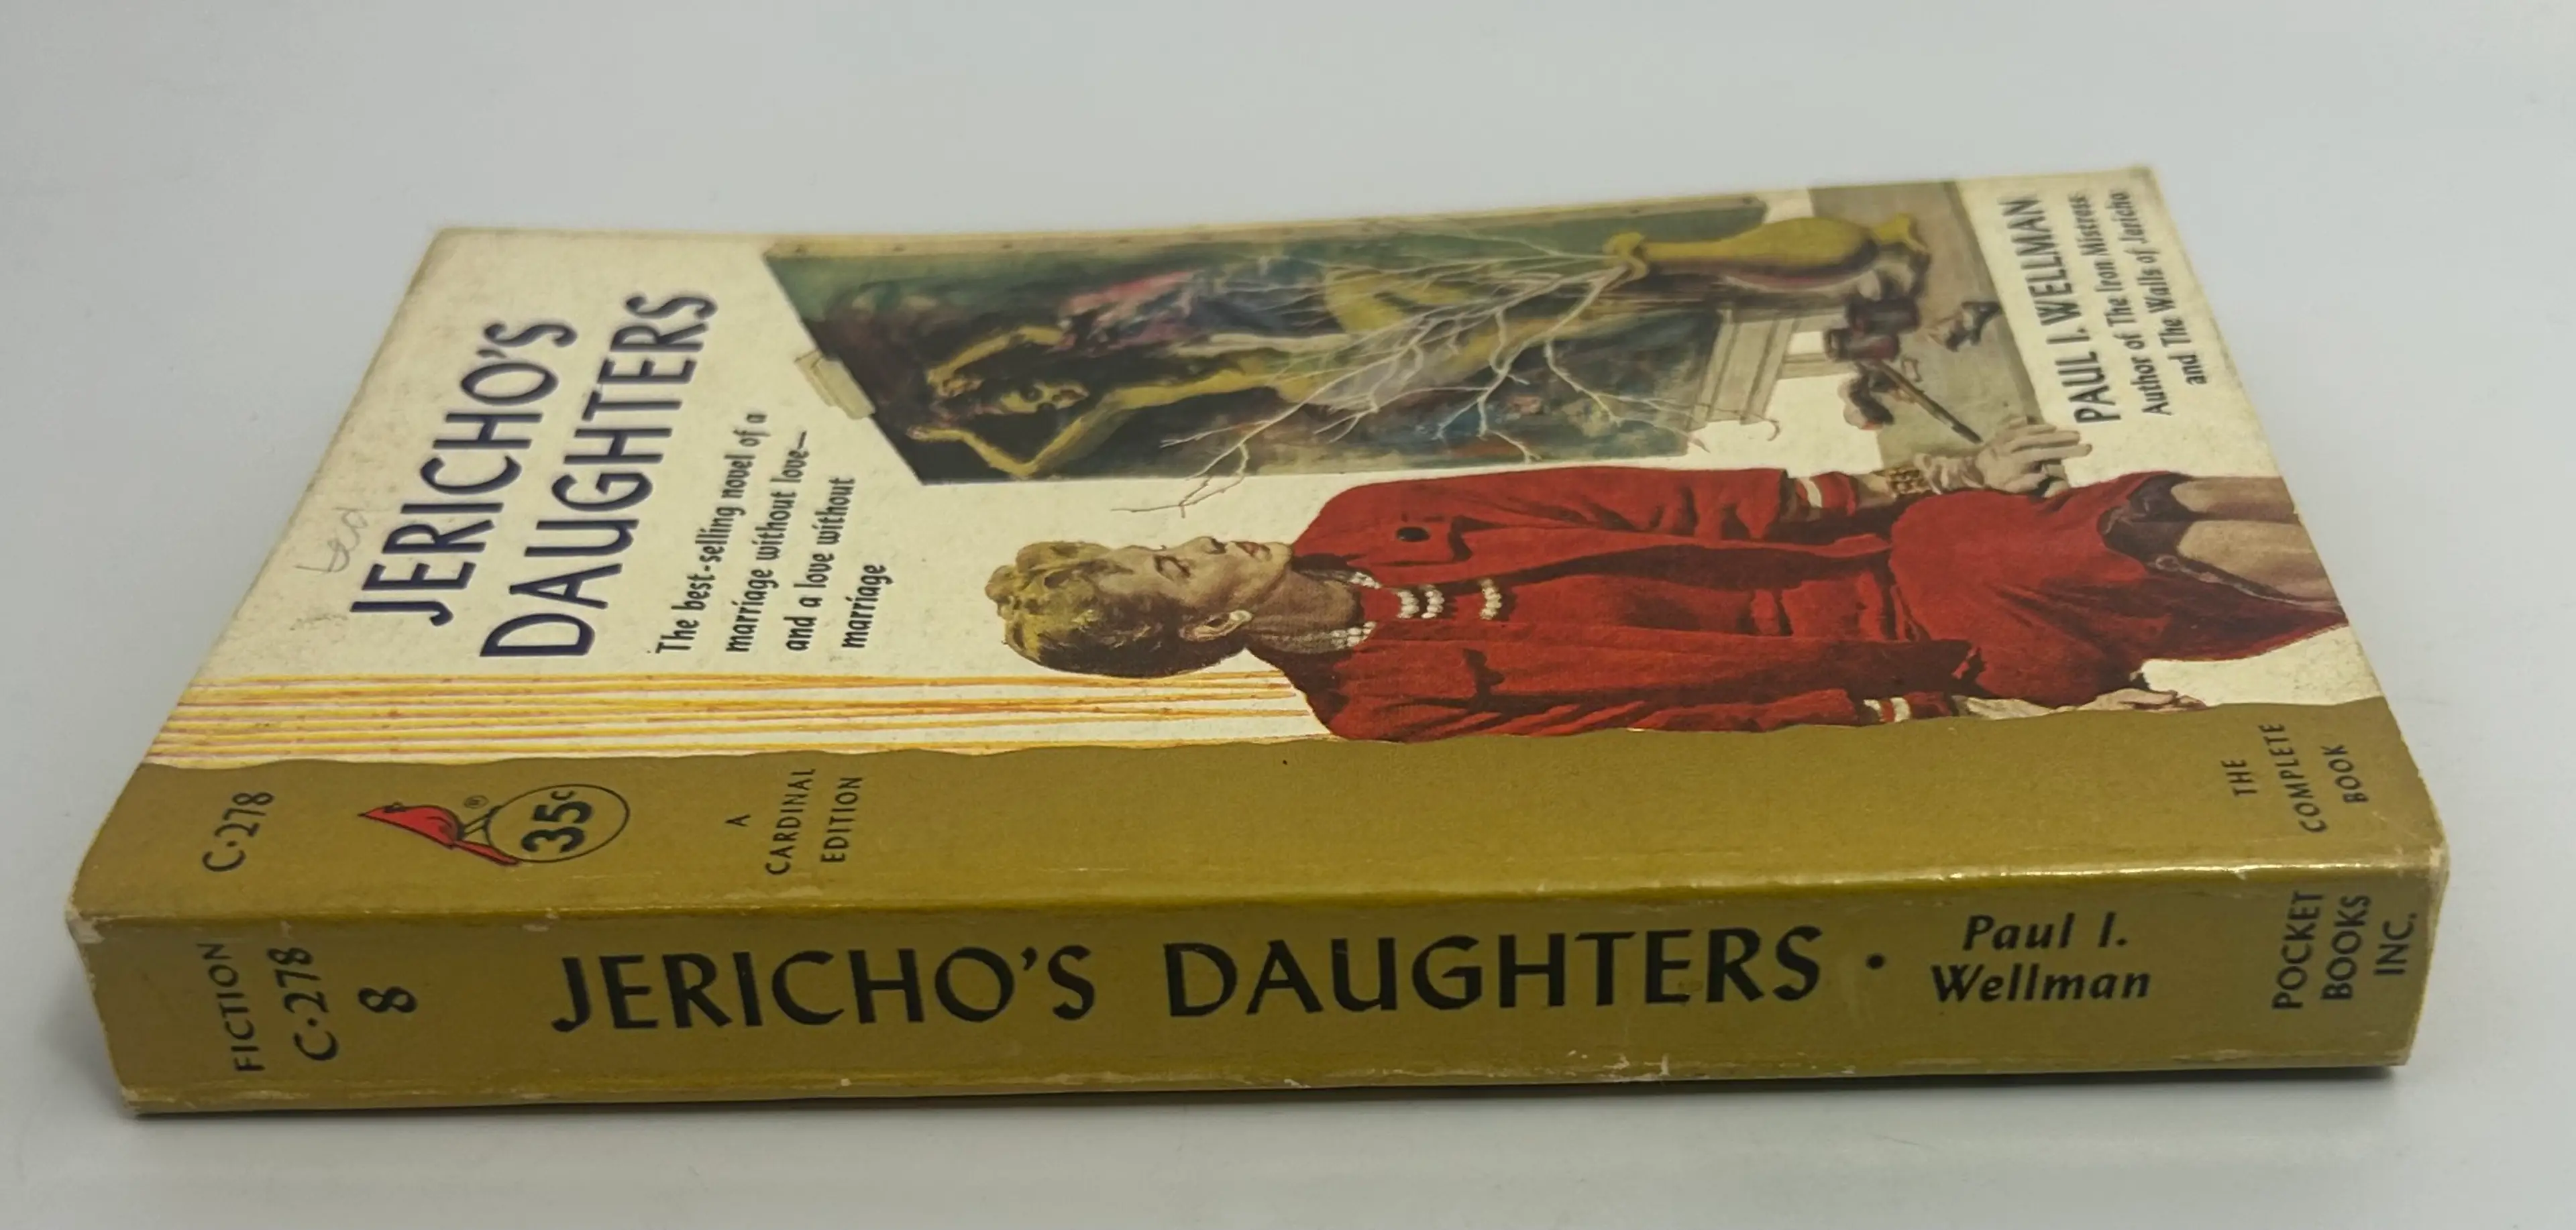 JERICHO'S
DAUGHTERS
The best-selling novel of a
marriage without love—
and a love without
marriage
PAUL I. WELLMAN
Author of The Iron Mistress
and The Walls of Jericho
C·278
®
35c
A
CARDINAL
EDITION
THE
COMPLETE
BOOK
FICTION
C·278
8
JERICHO'S DAUGHTERS ·
Paul I.
Wellman
POCKET
BOOKS
INC.